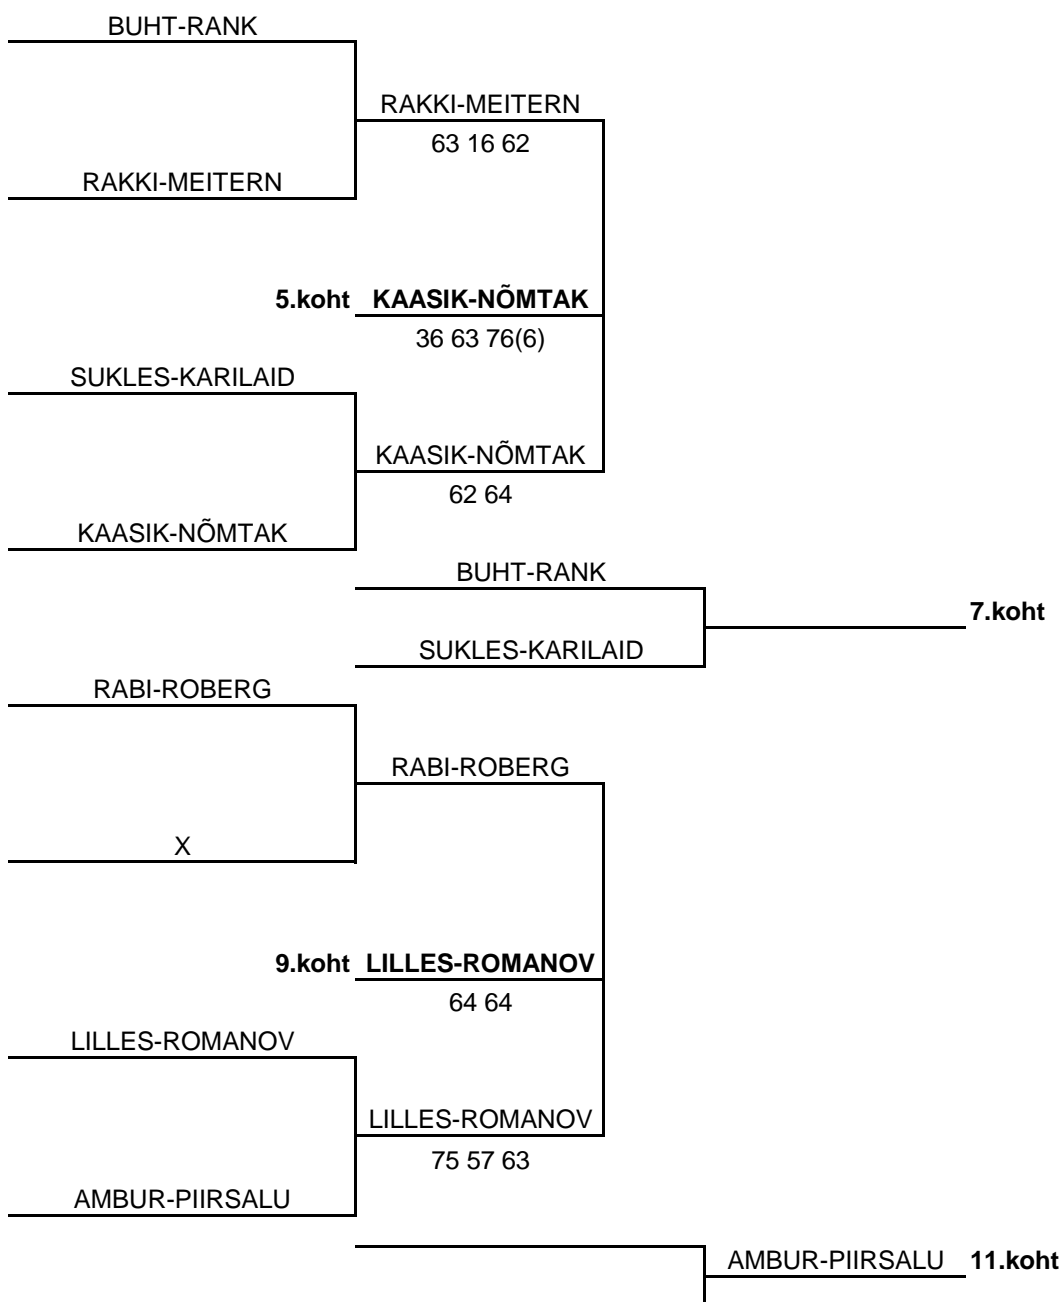 BUHT-RANK
RAKKI-MEITERN
63 16 62
RAKKI-MEITERN
5.koht KAASIK-NÕMTAK
36 63 76(6)
SUKLES-KARILAID
KAASIK-NÕMTAK
62 64
KAASIK-NÕMTAK
BUHT-RANK
7.koht
SUKLES-KARILAID
RABI-ROBERG
RABI-ROBERG
X
9.koht LILLES-ROMANOV
64 64
LILLES-ROMANOV
LILLES-ROMANOV
75 57 63
AMBUR-PIIRSALU
AMBUR-PIIRSALU 11.koht